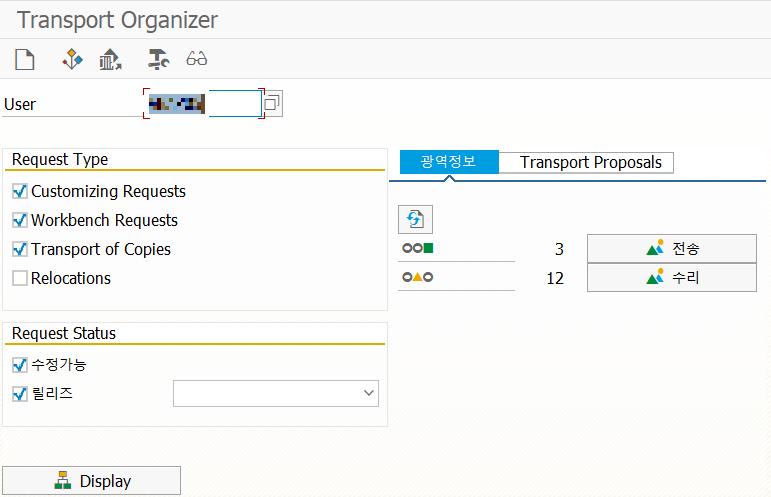 Transport Organizer
User
Request Type
Customizing Requests
Workbench Requests
Transport of Copies
Relocations
Request Status
수정가능
릴리즈
Display
광역정보
Transport Proposals
3 전송
12 수리